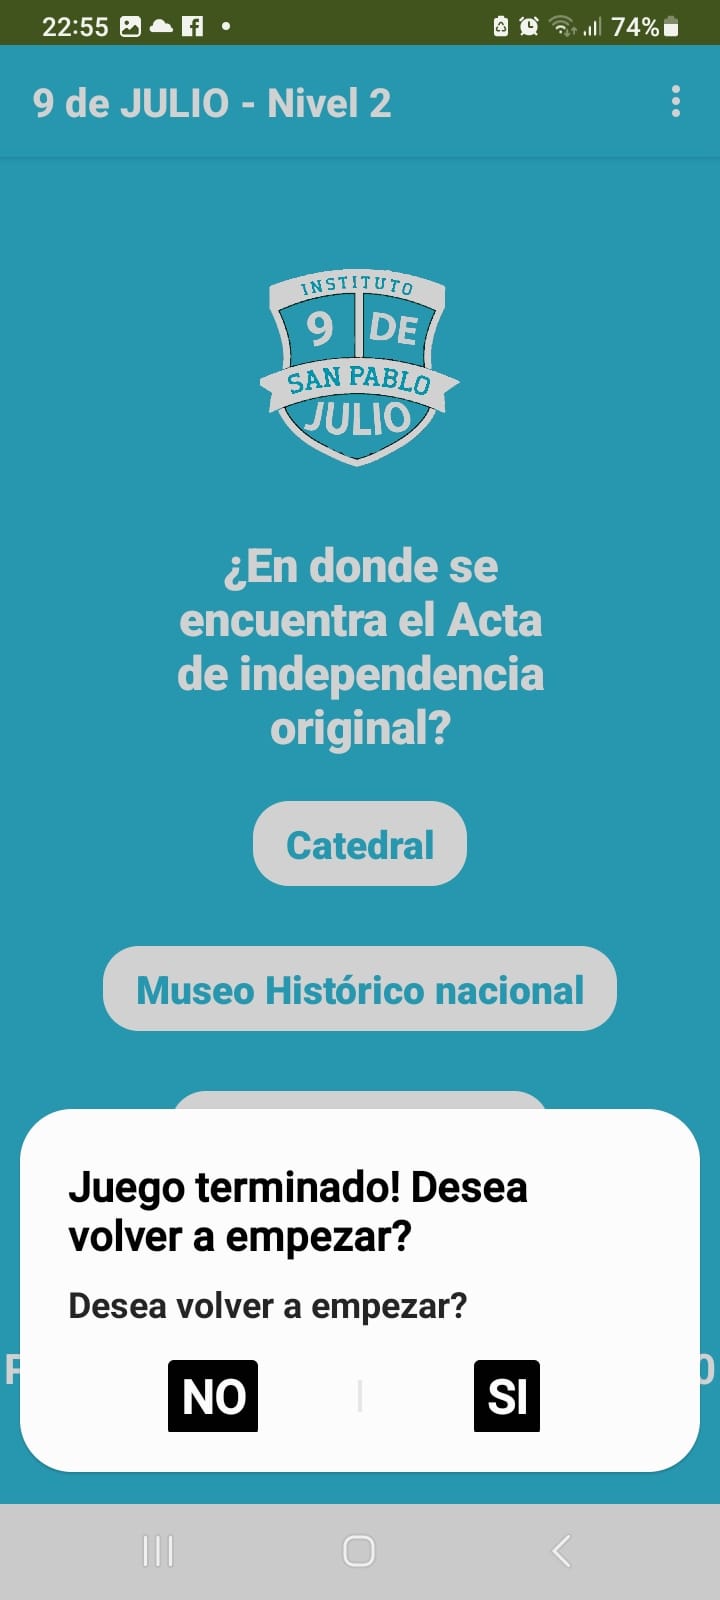 22:55
74%
9 de JULIO - Nivel 2
INSTITUTO
9 DE
SAN PABLO
JULIO
¿En donde se
encuentra el Acta
de independencia
original?
Catedral
Museo Histórico nacional
Juego terminado! Desea
volver a empezar?
Desea volver a empezar?
NO
SI